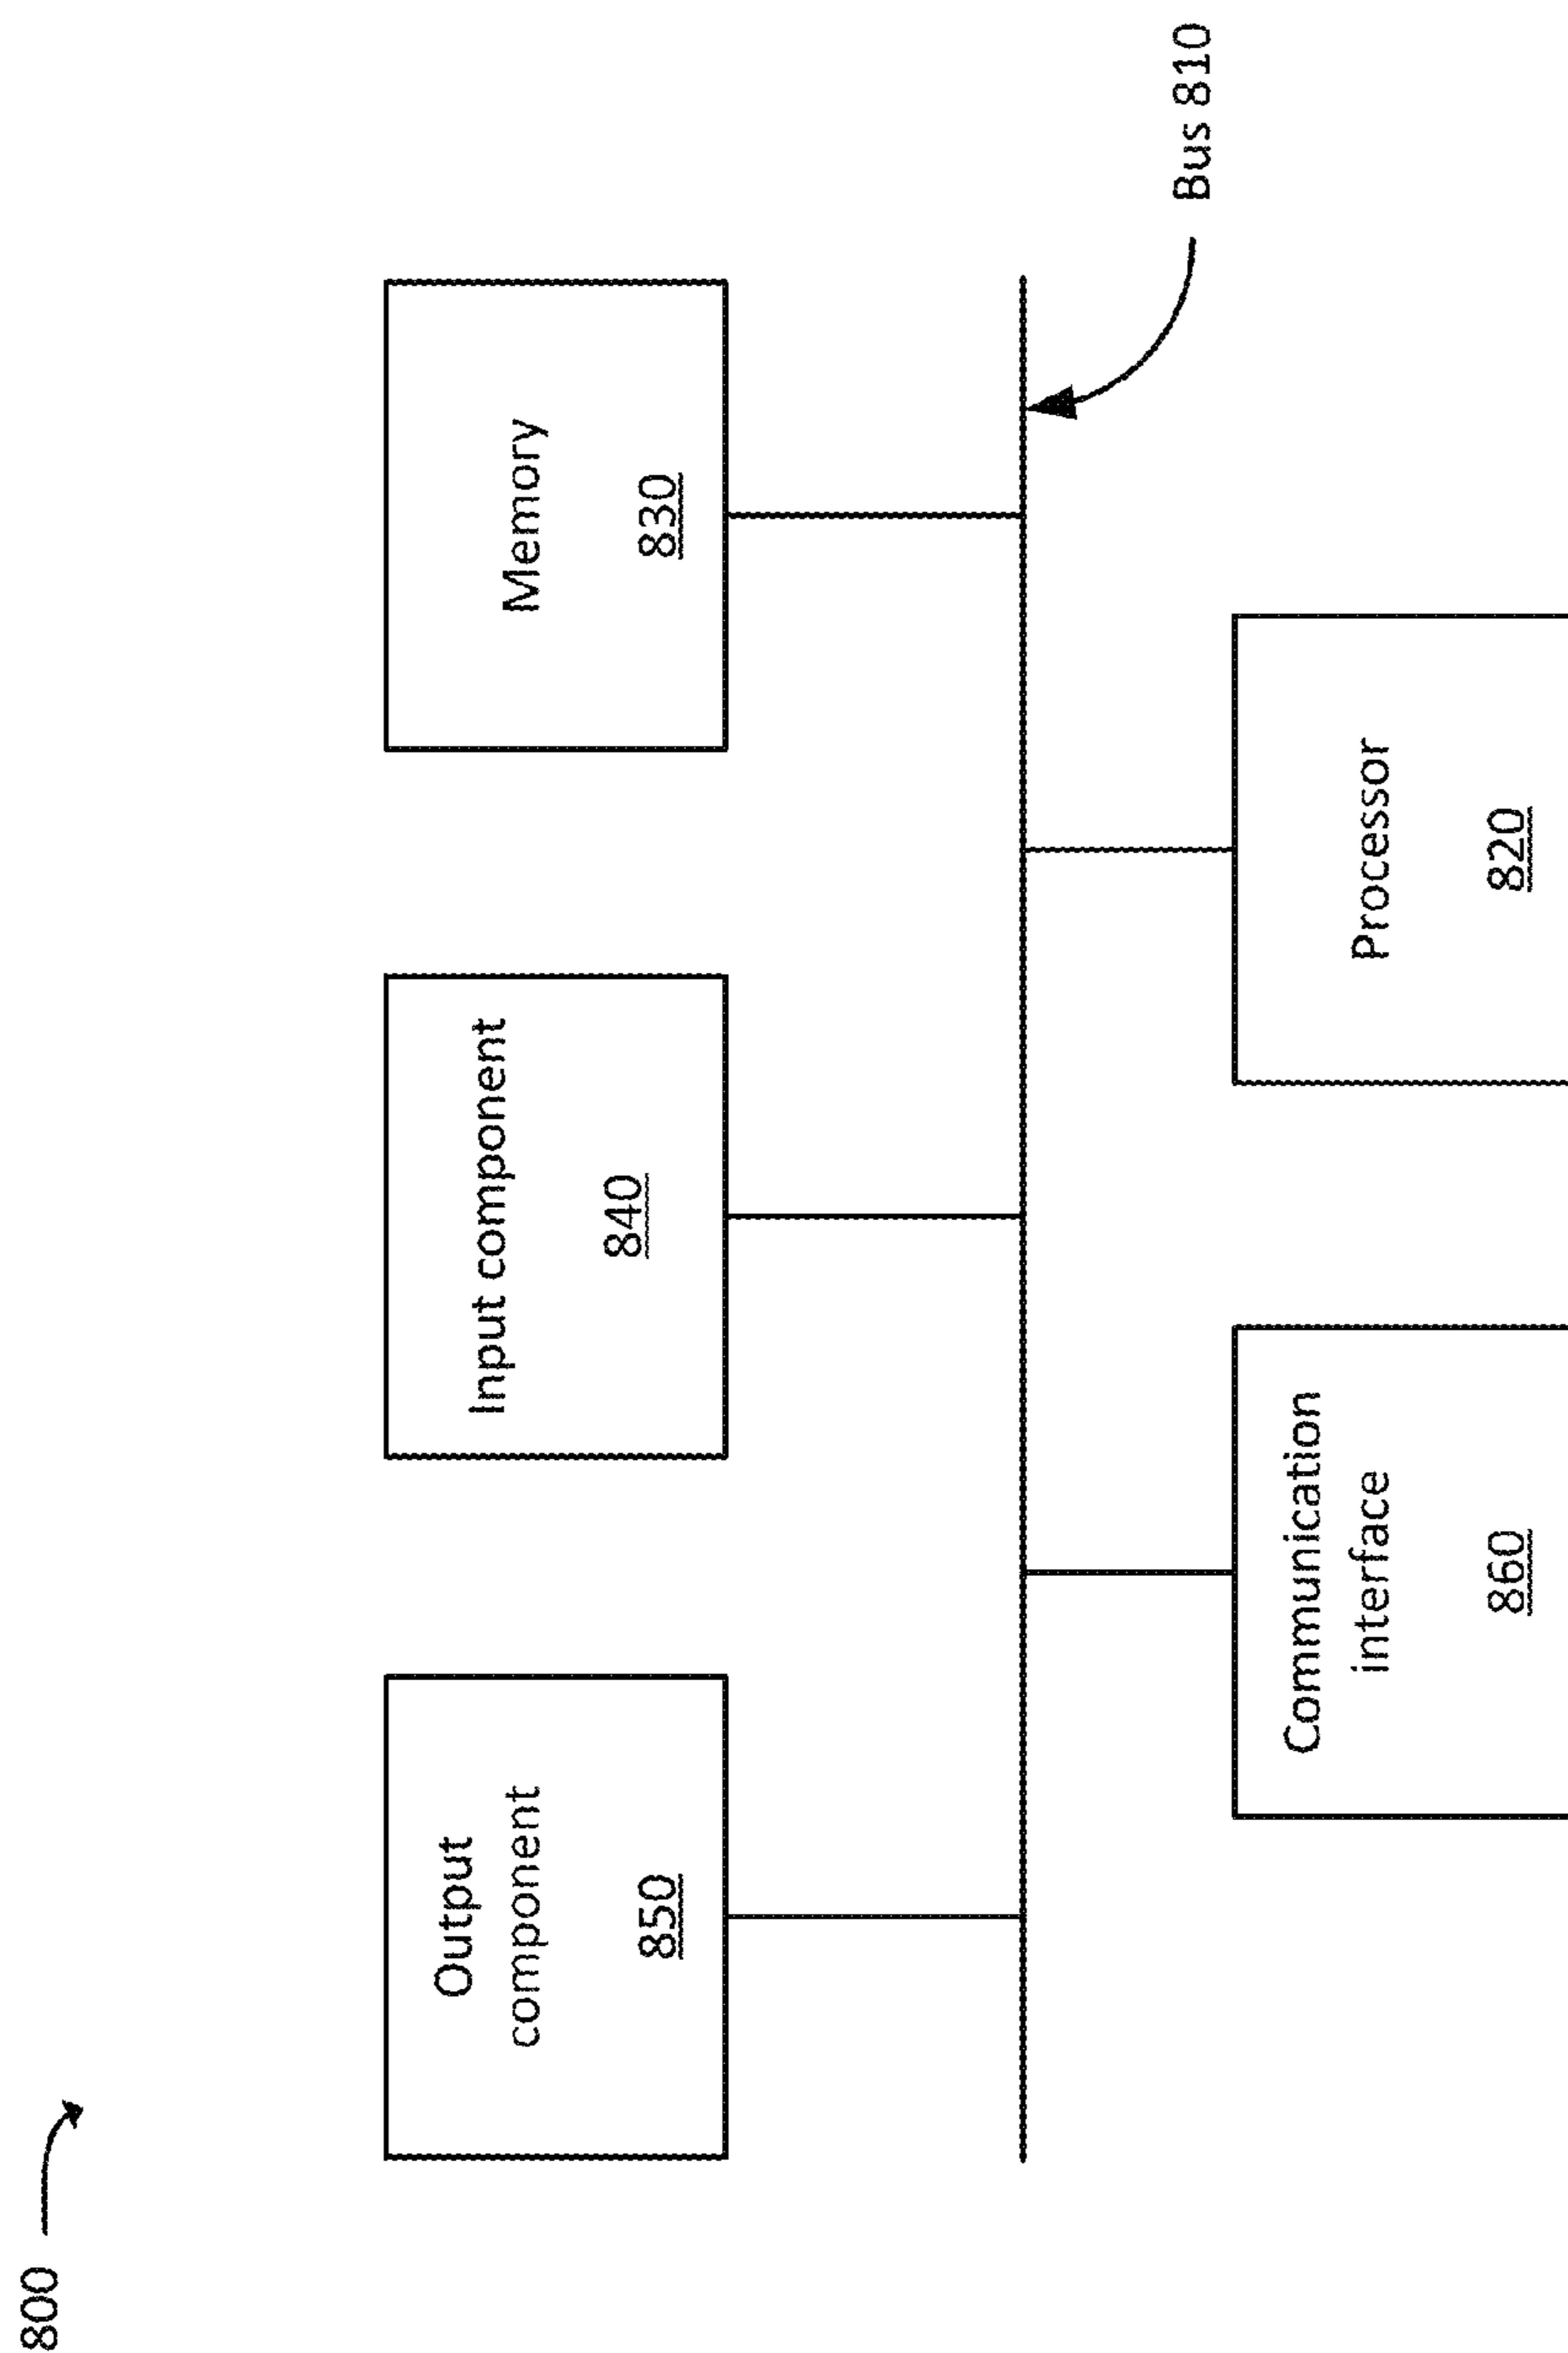 800
Output
component
850
Input component
840
Memory
830
Bus 810
Communication
interface
860
Processor
820